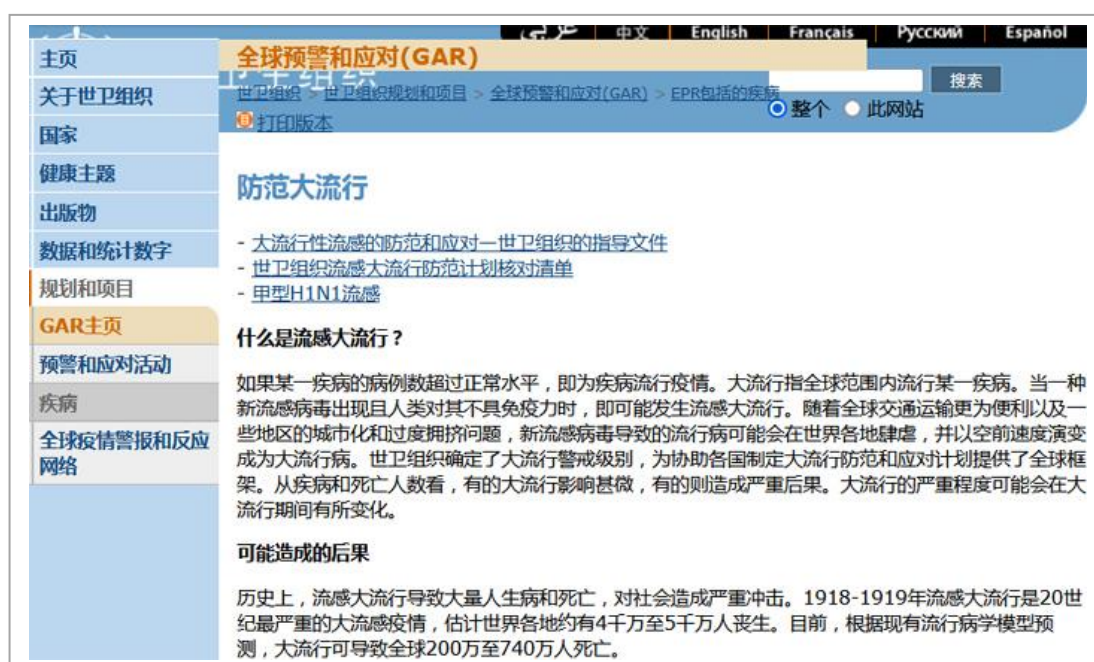 عربي 中文 English Français Русский Español
主页
关于世卫组织
国家
健康主题
出版物
数据和统计数字
规划和项目
GAR主页
预警和应对活动
疾病
全球疫情警报和反应
网络
全球预警和应对(GAR)
卫生组织
世卫组织 > 世卫组织规划和项目 > 全球预警和应对(GAR) > EPR包括的疾病
搜索
整个 此网站
打印版本
防范大流行
- 大流行性流感的防范和应对—世卫组织的指导文件
- 世卫组织流感大流行防范计划核对清单
- 甲型H1N1流感
什么是流感大流行？
如果某一疾病的病例数超过正常水平，即为疾病流行疫情。大流行指全球范围内流行某一疾病。当一种
新流感病毒出现且人类对其不具免疫力时，即可能发生流感大流行。随着全球交通运输更为便利以及一
些地区的城市化和过度拥挤问题，新流感病毒导致的流行病可能会在世界各地肆虐，并以空前速度演变
成为大流行病。世卫组织确定了大流行警戒级别，为协助各国制定大流行防范和应对计划提供了全球框
架。从疾病和死亡人数看，有的大流行影响甚微，有的则造成严重后果。大流行的严重程度可能会在大
流行期间有所变化。
可能造成的后果
历史上，流感大流行导致大量人生病和死亡，对社会造成严重冲击。1918-1919年流感大流行是20世
纪最严重的大流感疫情，估计世界各地约有4千万至5千万人丧生。目前，根据现有流行病学模型预
测，大流行可导致全球200万至740万人死亡。